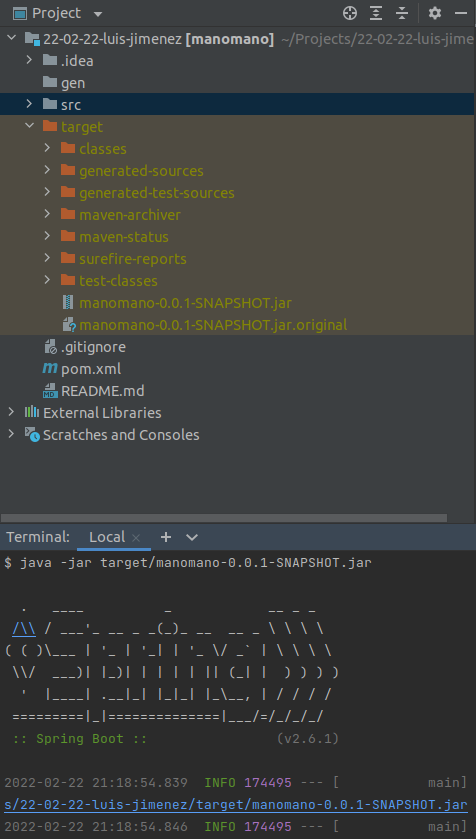 Project
22-02-22-luis-jimenez [manomano] ~/Projects/22-02-22-luis-jime
.idea
gen
src
target
classes
generated-sources
generated-test-sources
maven-archiver
maven-status
surefire-reports
test-classes
manomano-0.0.1-SNAPSHOT.jar
manomano-0.0.1-SNAPSHOT.jar.original
.gitignore
pom.xml
README.md
External Libraries
Scratches and Consoles
Terminal: Local
$ java -jar target/manomano-0.0.1-SNAPSHOT.jar
  .   ____          _            __ _ _
 /\\ / ___'_ __ _ _(_)_ __  __ _ \ \ \ \
( ( )\___ | '_ | '_| | '_ \/ _` | \ \ \ \
 \\/  ___)| |_)| | | | | || (_| |  ) ) ) )
  '  |____| .__|_| |_|_| |_\__, | / / / /
 =========|_|==============|___/=/_/_/_/
 :: Spring Boot ::                (v2.6.1)
2022-02-22 21:18:54.839  INFO 174495 --- [           main]
s/22-02-22-luis-jimenez/target/manomano-0.0.1-SNAPSHOT.jar
2022-02-22 21:18:54.846  INFO 174495 --- [           main]